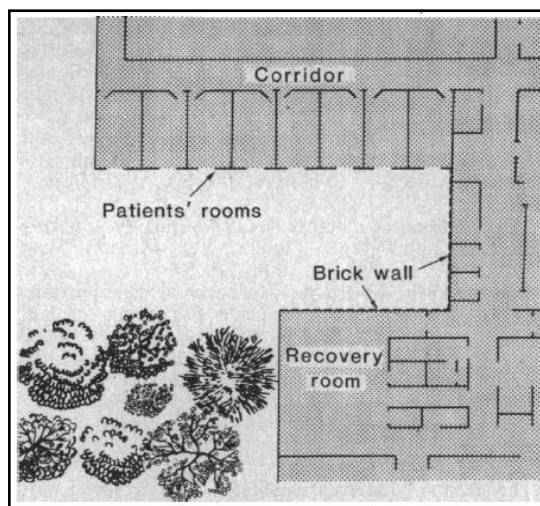 Corridor
Patients' rooms
Brick wall
Recovery
room